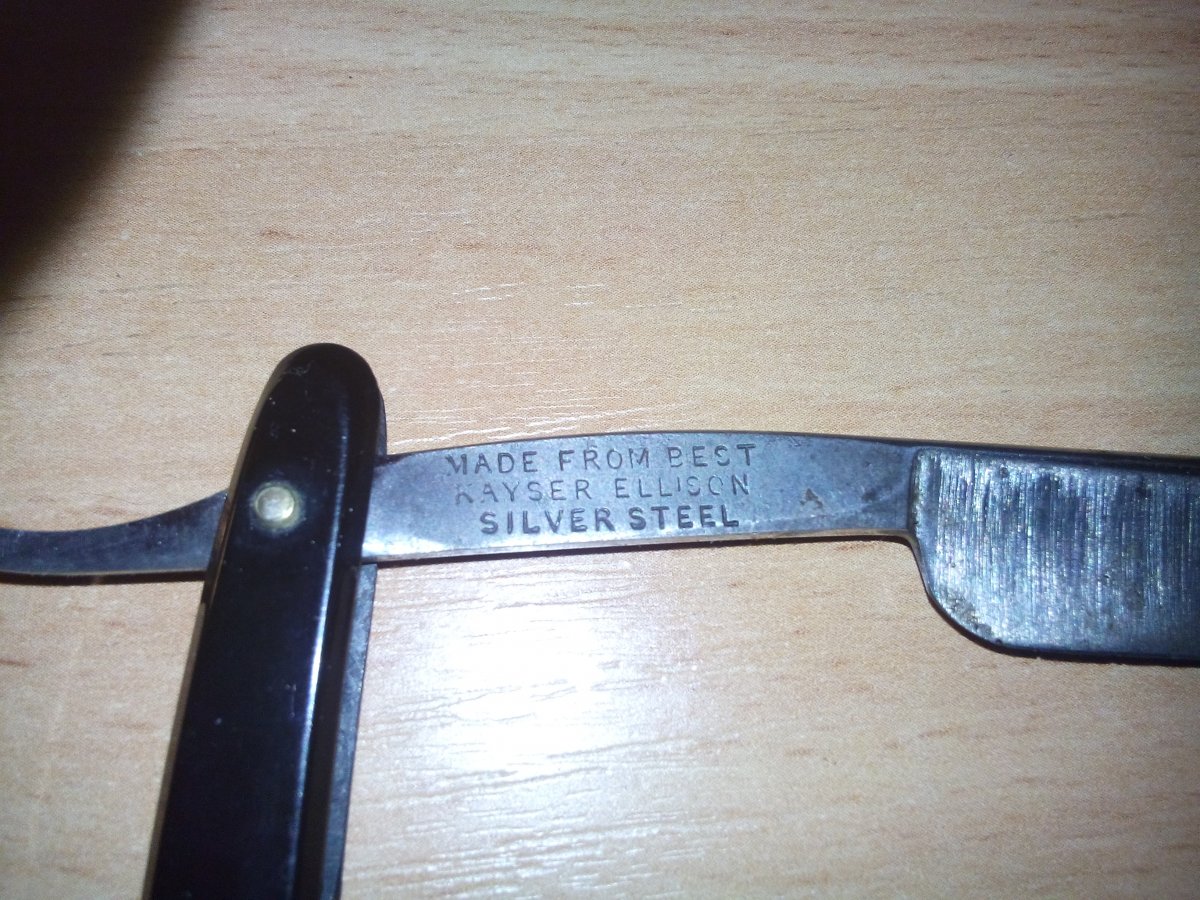 MADE FROM BEST
KAYSER ELLISON
SILVER STEEL